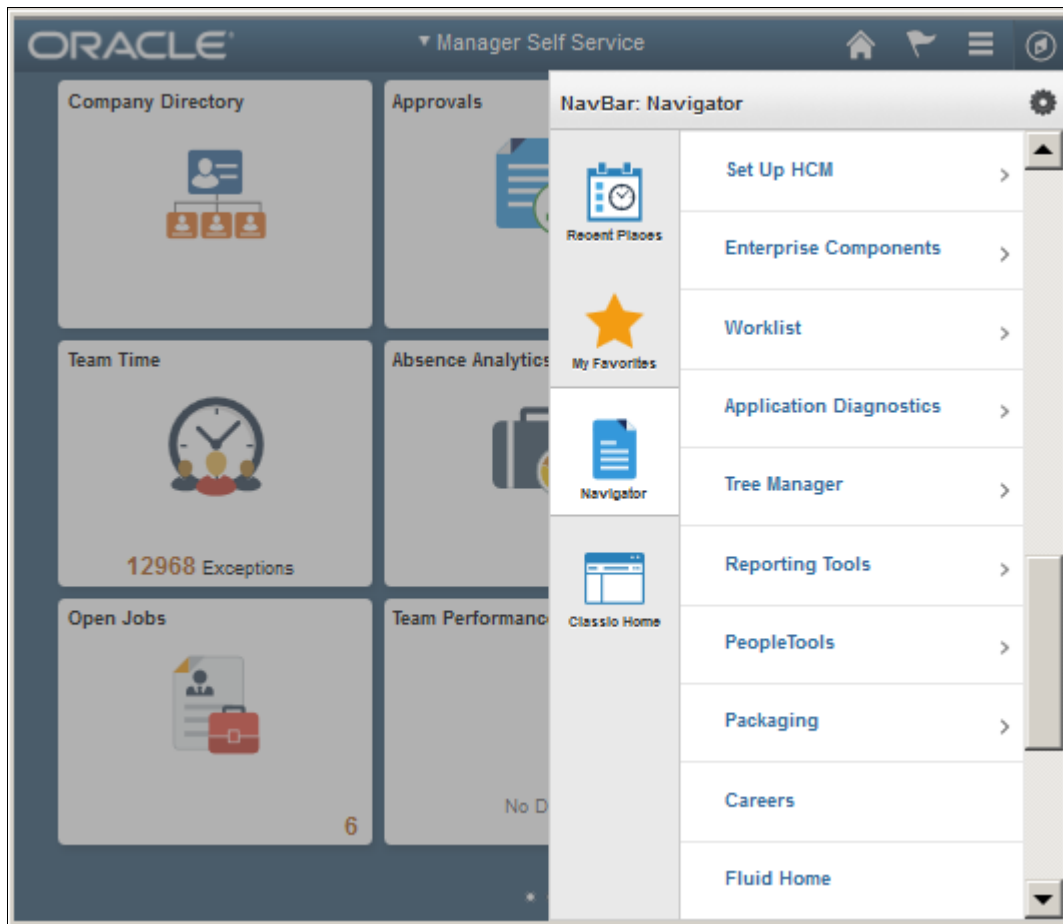 ORACLE
Manager Self Service
Company Directory
Approvals
Team Time
12968 Exceptions
Absence Analytics
Open Jobs
6
Team Performanc
No D
NavBar: Navigator
Recent Places
My Favorites
Navigator
Classic Home
Set Up HCM
Enterprise Components
Worklist
Application Diagnostics
Tree Manager
Reporting Tools
PeopleTools
Packaging
Careers
Fluid Home